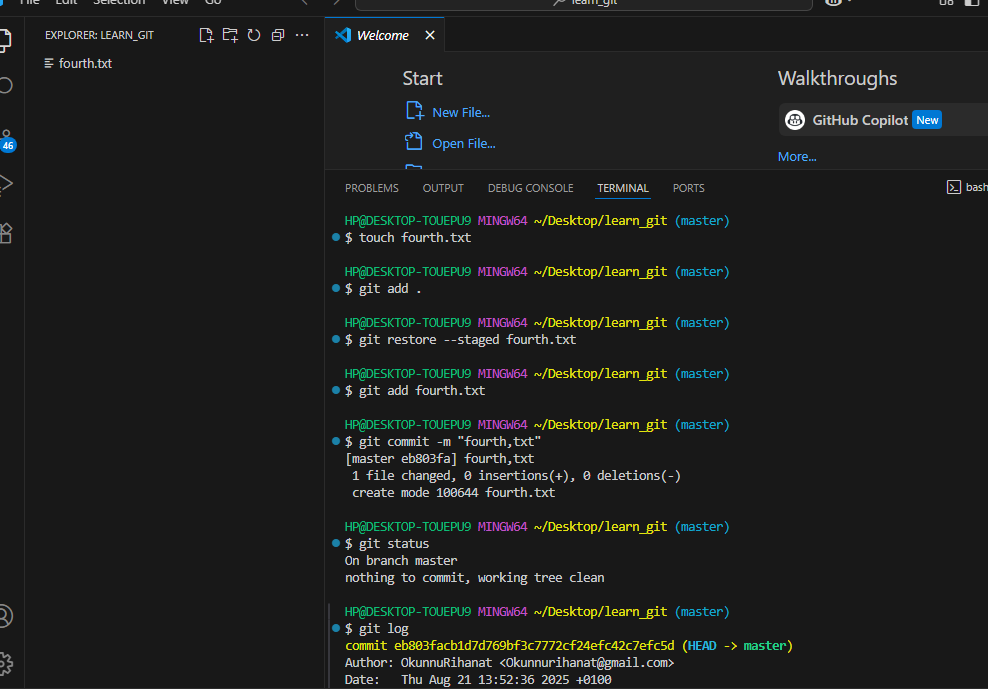 File Edit Selection View Go
learn_git
EXPLORER: LEARN_GIT
fourth.txt
46
Welcome
Start
New File...
Open File...
Walkthroughs
GitHub Copilot New
More...
PROBLEMS OUTPUT DEBUG CONSOLE TERMINAL PORTS
bash
HP@DESKTOP-TOUEPU9 MINGW64 ~/Desktop/learn_git (master)
$ touch fourth.txt
HP@DESKTOP-TOUEPU9 MINGW64 ~/Desktop/learn_git (master)
$ git add .
HP@DESKTOP-TOUEPU9 MINGW64 ~/Desktop/learn_git (master)
$ git restore --staged fourth.txt
HP@DESKTOP-TOUEPU9 MINGW64 ~/Desktop/learn_git (master)
$ git add fourth.txt
HP@DESKTOP-TOUEPU9 MINGW64 ~/Desktop/learn_git (master)
$ git commit -m "fourth,txt"
[master eb803fa] fourth,txt
1 file changed, 0 insertions(+), 0 deletions(-)
create mode 100644 fourth.txt
HP@DESKTOP-TOUEPU9 MINGW64 ~/Desktop/learn_git (master)
$ git status
On branch master
nothing to commit, working tree clean
HP@DESKTOP-TOUEPU9 MINGW64 ~/Desktop/learn_git (master)
$ git log
commit eb803facb1d7d769bf3c7772cf24efc42c7efc5d (HEAD -> master)
Author: OkunnuRihanat <Okunnurihanat@gmail.com>
Date: Thu Aug 21 13:52:36 2025 +0100